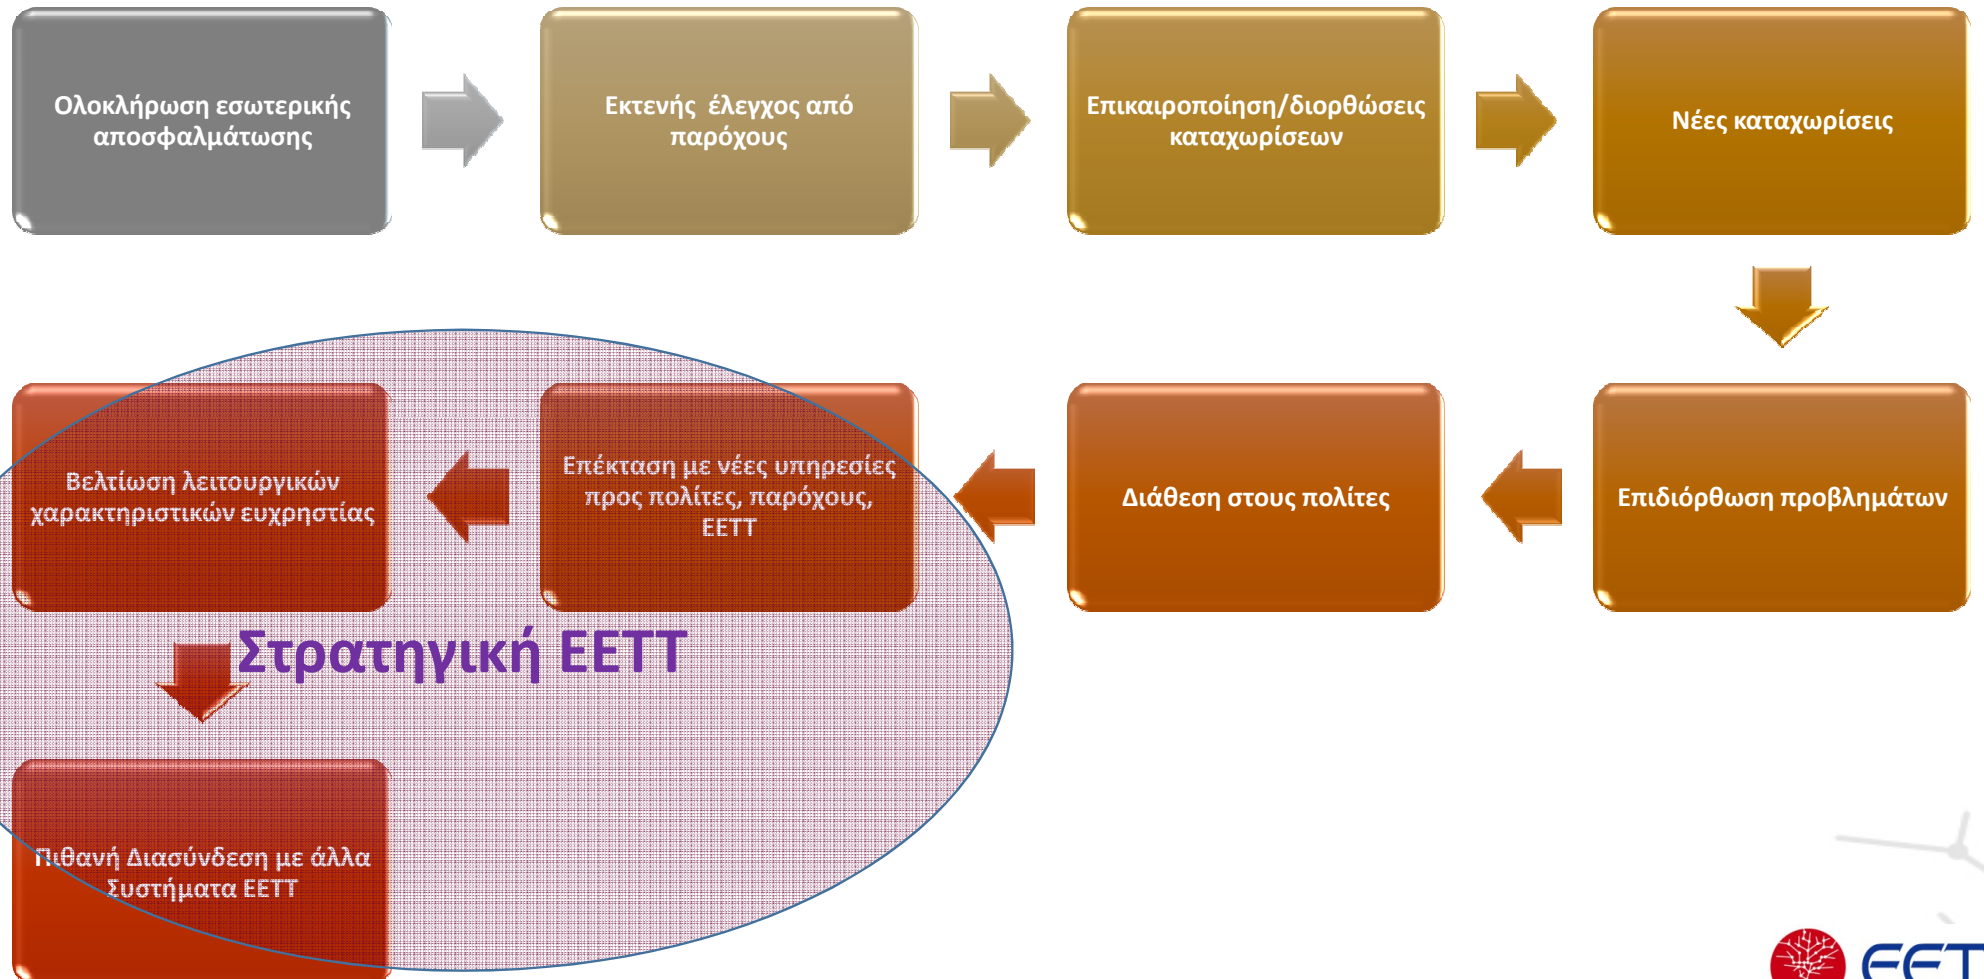 Ολοκλήρωση εσωτερικής
αποσφαλμάτωσης
Εκτενής έλεγχος από
παρόχους
Επικαιροποίηση/διορθώσεις
καταχωρίσεων
Νέες καταχωρίσεις
Επιδιόρθωση προβλημάτων
Διάθεση στους πολίτες
Επέκταση με νέες υπηρεσίες
προς πολίτες, παρόχους,
ΕΕΤΤ
Βελτίωση λειτουργικών
χαρακτηριστικών ευχρηστίας
Στρατηγική ΕΕΤΤ
Πιθανή Διασύνδεση με άλλα
Συστήματα ΕΕΤΤ
EET